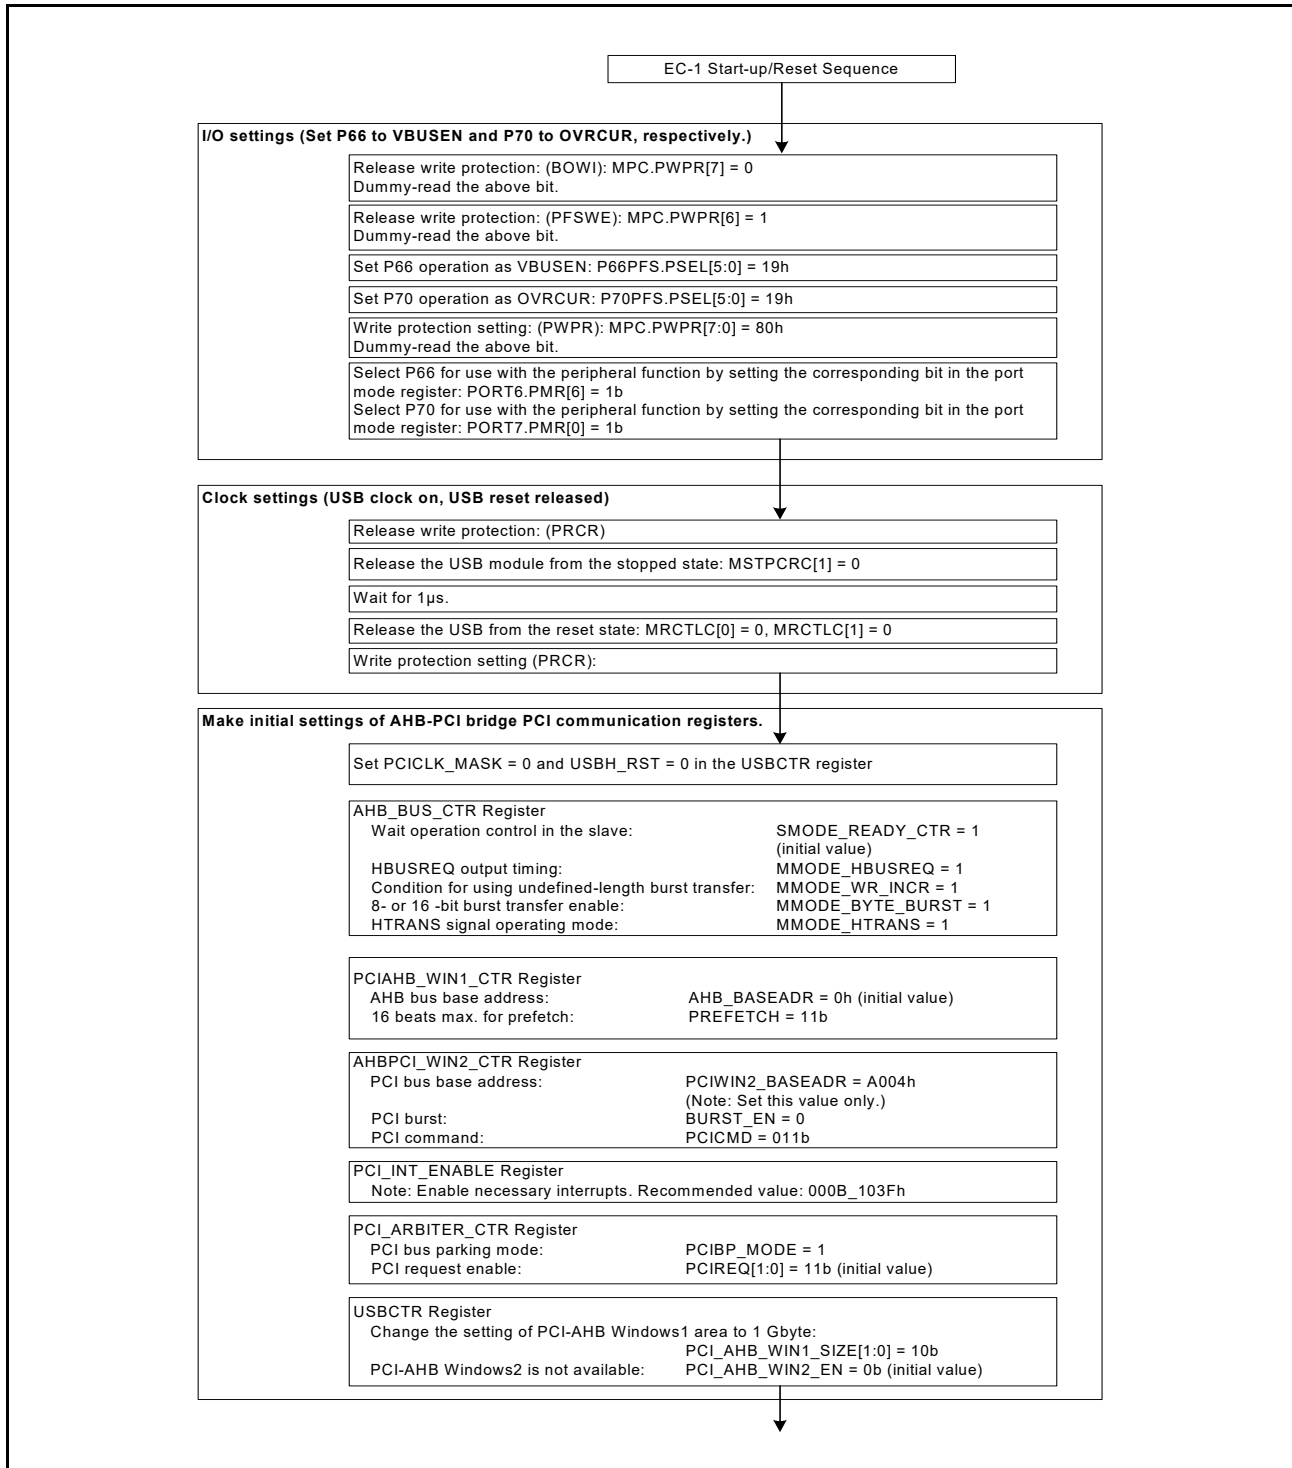 EC-1 Start-up/Reset Sequence
I/O settings (Set P66 to VBUSEN and P70 to OVRCUR, respectively.)
Release write protection: (BOWI): MPC.PWPR[7] = 0
Dummy-read the above bit.
Release write protection: (PFSWE): MPC.PWPR[6] = 1
Dummy-read the above bit.
Set P66 operation as VBUSEN: P66PFS.PSEL[5:0] = 19h
Set P70 operation as OVRCUR: P70PFS.PSEL[5:0] = 19h
Write protection setting: (PWPR): MPC.PWPR[7:0] = 80h
Dummy-read the above bit.
Select P66 for use with the peripheral function by setting the corresponding bit in the port
mode register: PORT6.PMR[6] = 1b
Select P70 for use with the peripheral function by setting the corresponding bit in the port
mode register: PORT7.PMR[0] = 1b
Clock settings (USB clock on, USB reset released)
Release write protection: (PRCR)
Release the USB module from the stopped state: MSTPCRC[1] = 0
Wait for 1µs.
Release the USB from the reset state: MRCTLC[0] = 0, MRCTLC[1] = 0
Write protection setting (PRCR):
Make initial settings of AHB-PCI bridge PCI communication registers.
Set PCICLK_MASK = 0 and USBH_RST = 0 in the USBCTR register
AHB_BUS_CTR Register
Wait operation control in the slave: SMODE_READY_CTR = 1
(initial value)
HBUSREQ output timing: MMODE_HBUSREQ = 1
Condition for using undefined-length burst transfer: MMODE_WR_INCR = 1
8- or 16 -bit burst transfer enable: MMODE_BYTE_BURST = 1
HTRANS signal operating mode: MMODE_HTRANS = 1
PCIAHB_WIN1_CTR Register
AHB bus base address: AHB_BASEADR = 0h (initial value)
16 beats max. for prefetch: PREFETCH = 11b
AHBPCI_WIN2_CTR Register
PCI bus base address: PCIWIN2_BASEADR = A004h
(Note: Set this value only.)
PCI burst: BURST_EN = 0
PCI command: PCICMD = 011b
PCI_INT_ENABLE Register
Note: Enable necessary interrupts. Recommended value: 000B_103Fh
PCI_ARBITER_CTR Register
PCI bus parking mode: PCIBP_MODE = 1
PCI request enable: PCIREQ[1:0] = 11b (initial value)
USBCTR Register
Change the setting of PCI-AHB Windows1 area to 1 Gbyte:
PCI_AHB_WIN1_SIZE[1:0] = 10b
PCI-AHB Windows2 is not available: PCI_AHB_WIN2_EN = 0b (initial value)